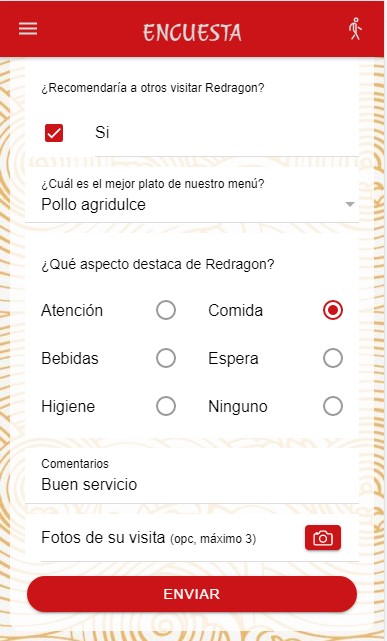 ENCUESTA
¿Recomendaría a otros visitar Redragon?
Si
¿Cuál es el mejor plato de nuestro menú?
Pollo agridulce
¿Qué aspecto destaca de Redragon?
Atención Comida
Bebidas Espera
Higiene Ninguno
Comentarios
Buen servicio
Fotos de su visita (opc, máximo 3)
ENVIAR